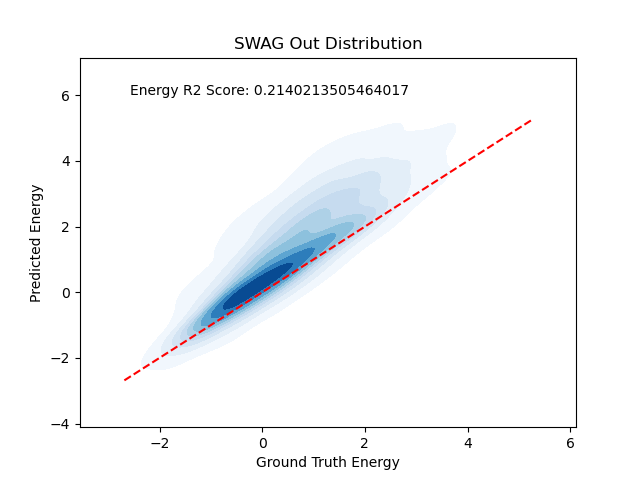 SWAG Out Distribution
Energy R2 Score: 0.2140213505464017
6
4
2
0
−2
−4
Predicted Energy
−2
0
2
4
6
Ground Truth Energy